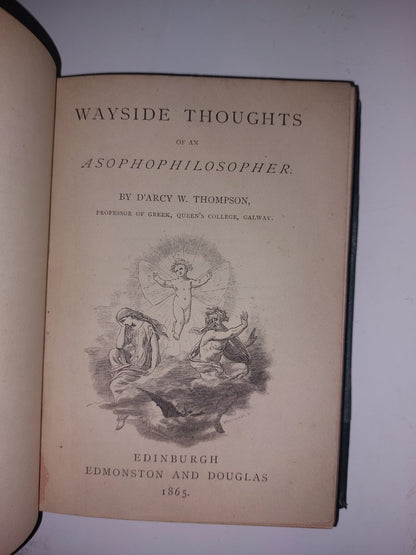 WAYSIDE THOUGHTS
OF AN
ASOPHOPHILOSOPHER.
BY D'ARCY W. THOMPSON,
PROFESSOR OF GREEK, QUEEN'S COLLEGE, GALWAY.
EDINBURGH
EDMONSTON AND DOUGLAS
1865.